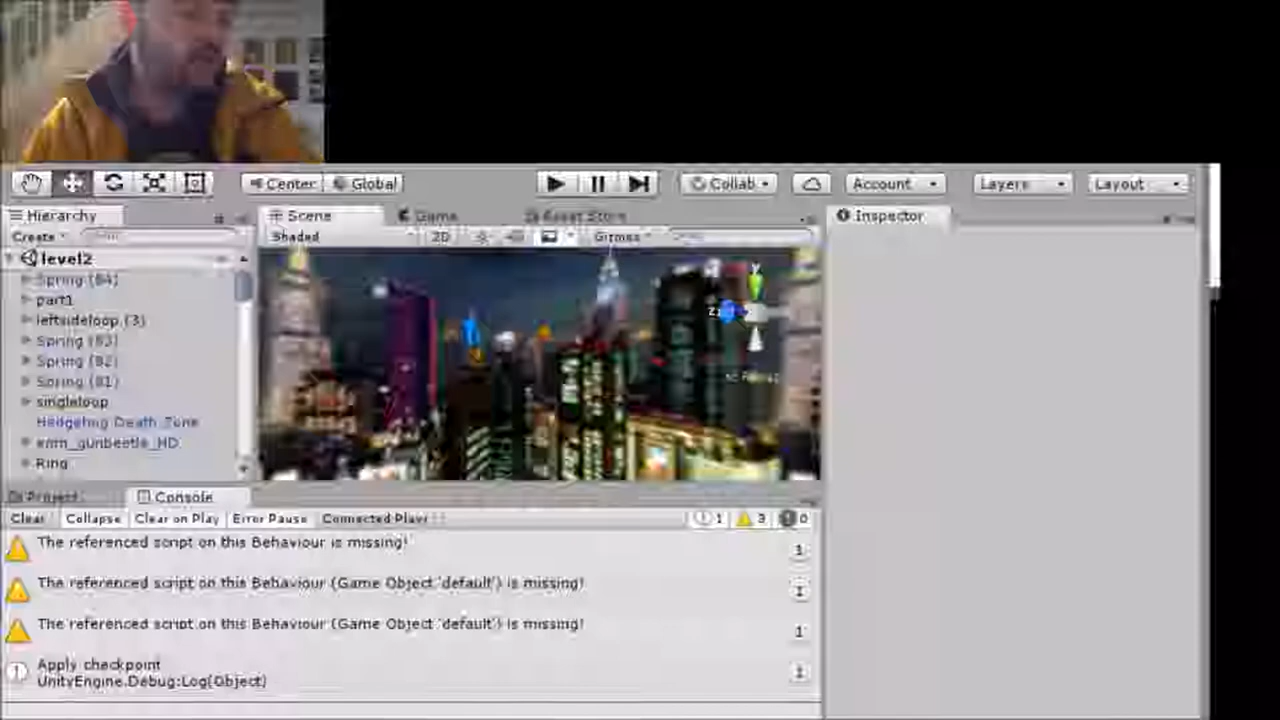 Center Global Collab Account Layers Layout
Hierarchy
Scene Game Asset Store
Inspector
Create
Shaded 2D Gizmos
level2
Spring (84)
part1
leftsideloop (3)
Spring (83)
Spring (82)
Spring (81)
singleloop
Hedgehog Death Zone
enm_gunbeetle_HD
Ring
Project Console
Clear Collapse Clear on Play Error Pause 1 3 0
The referenced script on this Behaviour is missing! 1
The referenced script on this Behaviour (Game Object 'default') is missing! 1
The referenced script on this Behaviour (Game Object 'default') is missing! 1
Apply checkpoint
UnityEngine.Debug:Log(Object) 1